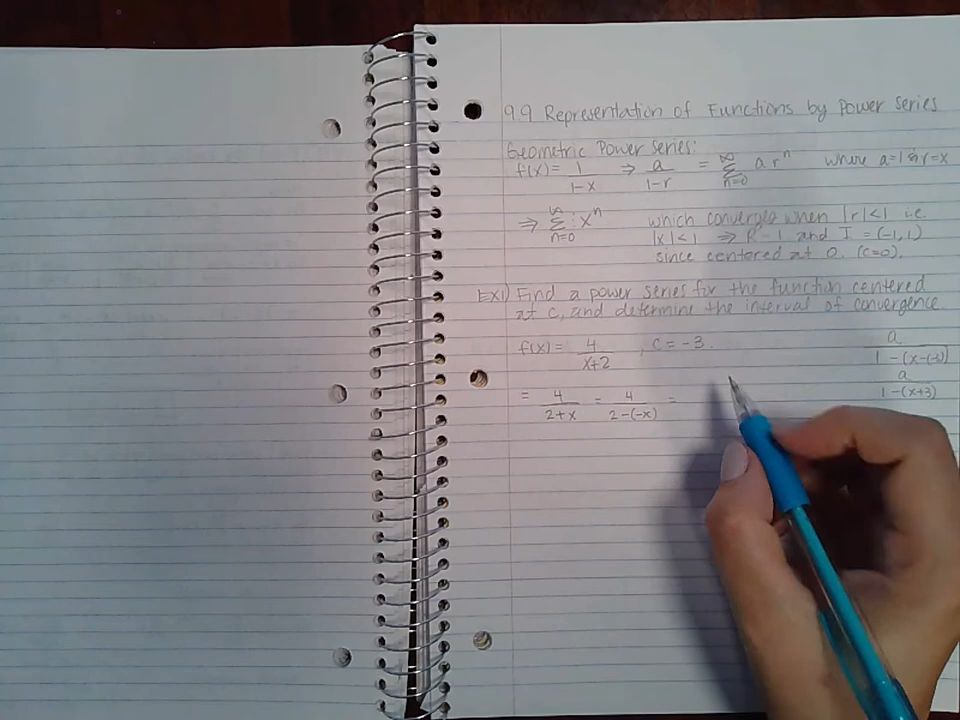 9.9 Representation of Functions by Power Series
Geometric Power Series:
f(x) = 1/(1-x) ⇒ a/(1-r) = ∞ Σ n=0 a r^n where a=1 & r=x
⇒ ∞ Σ n=0 x^n which converges when |r|<1 i.e.
|x|<1 ⇒ R=1 and I = (-1,1)
since centered at 0. (c=0).
EX1) Find a power series for the function centered
at c, and determine the interval of convergence
f(x) = 4/(x+2), c = -3.
a/(1-(x-(-3)))
= 4/(2+x) = 4/(2-(-x)) =
a/(1-(x+3))